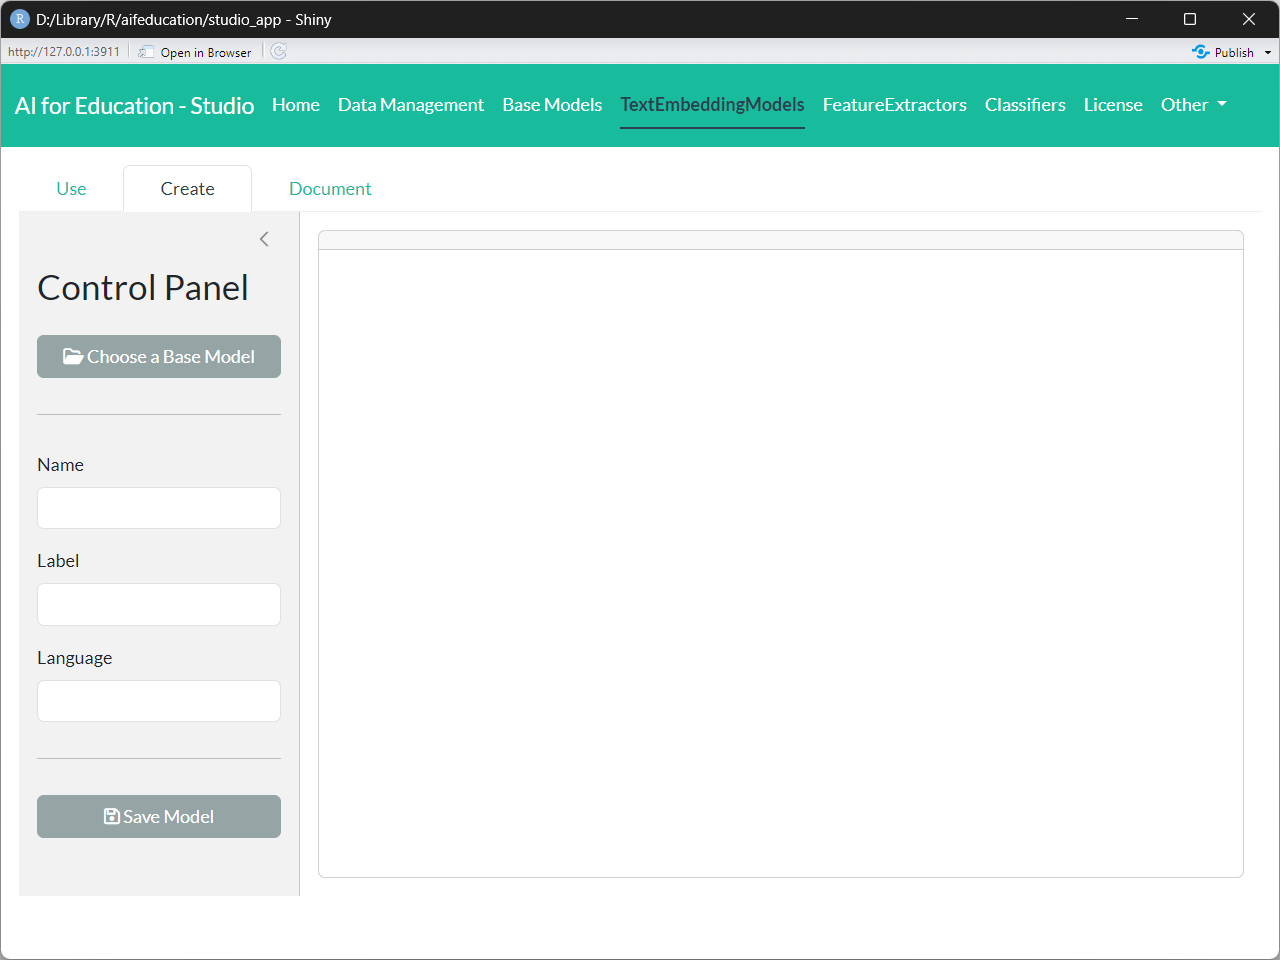 D:/Library/R/aifeducation/studio_app - Shiny
http://127.0.0.1:3911 Open in Browser Publish
AI for Education - Studio Home Data Management Base Models TextEmbeddingModels FeatureExtractors Classifiers License Other
Use Create Document
Control Panel
Choose a Base Model
Name
Label
Language
Save Model